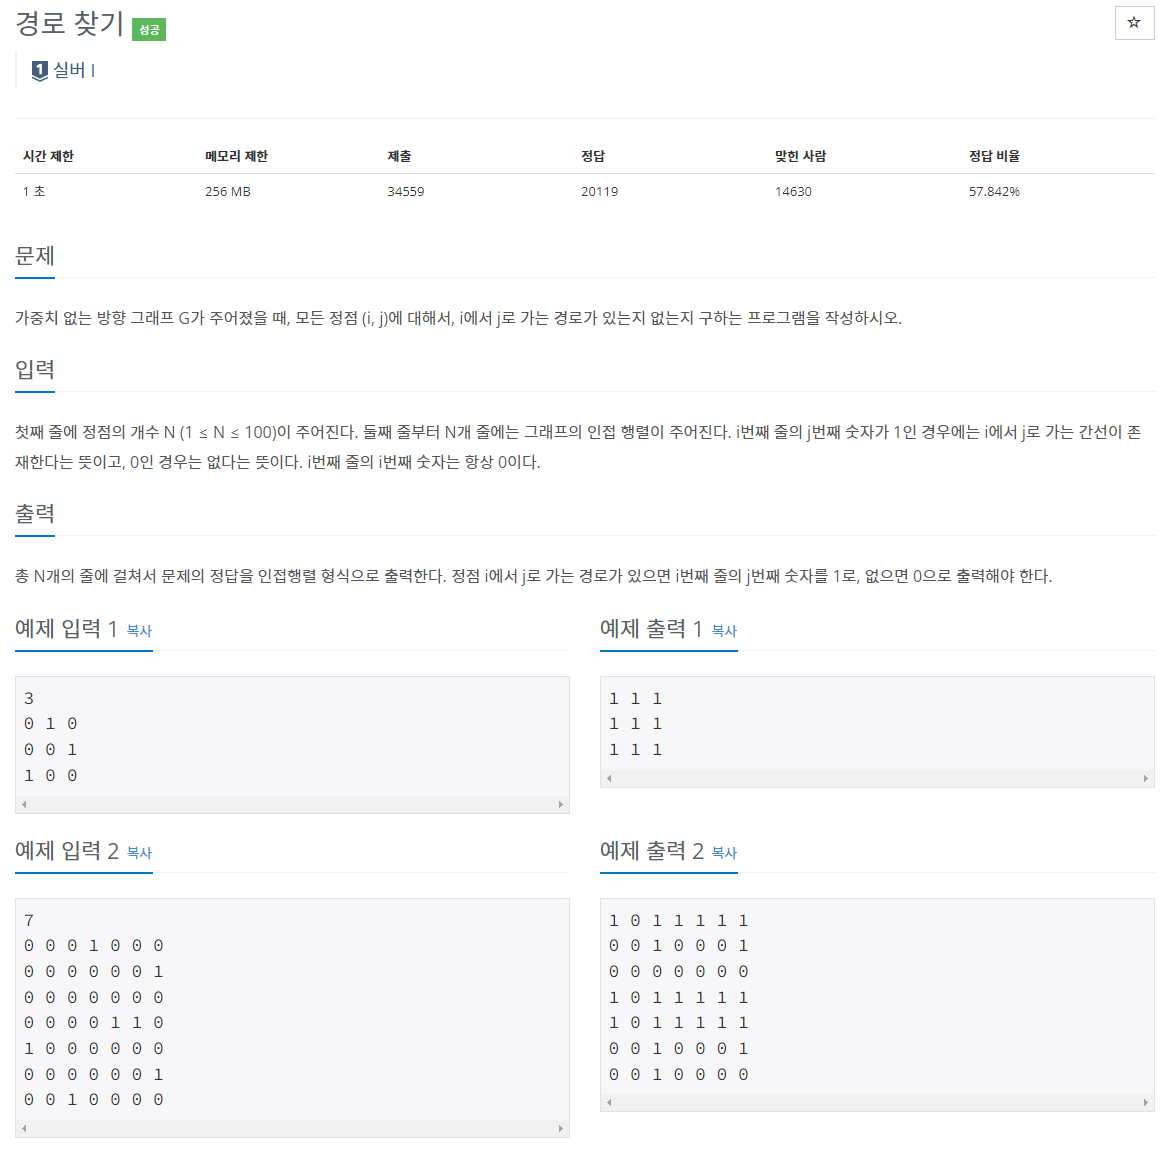 경로 찾기 성공
☆
1 실버 I
시간 제한 메모리 제한 제출 정답 맞힌 사람 정답 비율
1 초 256 MB 34559 20119 14630 57.842%
문제
가중치 없는 방향 그래프 G가 주어졌을 때, 모든 정점 (i, j)에 대해서, i에서 j로 가는 경로가 있는지 없는지 구하는 프로그램을 작성하시오.
입력
첫째 줄에 정점의 개수 N (1 ≤ N ≤ 100)이 주어진다. 둘째 줄부터 N개 줄에는 그래프의 인접 행렬이 주어진다. i번째 줄의 j번째 숫자가 1인 경우에는 i에서 j로 가는 간선이 존
재한다는 뜻이고, 0인 경우는 없다는 뜻이다. i번째 줄의 i번째 숫자는 항상 0이다.
출력
총 N개의 줄에 걸쳐서 문제의 정답을 인접행렬 형식으로 출력한다. 정점 i에서 j로 가는 경로가 있으면 i번째 줄의 j번째 숫자를 1로, 없으면 0으로 출력해야 한다.
예제 입력 1 복사
3
0 1 0
0 0 1
1 0 0
예제 출력 1 복사
1 1 1
1 1 1
1 1 1
예제 입력 2 복사
7
0 0 0 1 0 0 0
0 0 0 0 0 0 1
0 0 0 0 0 0 0
0 0 0 0 1 1 0
1 0 0 0 0 0 0
0 0 0 0 0 0 1
0 0 1 0 0 0 0
예제 출력 2 복사
1 0 1 1 1 1 1
0 0 1 0 0 0 1
0 0 0 0 0 0 0
1 0 1 1 1 1 1
1 0 1 1 1 1 1
0 0 1 0 0 0 1
0 0 1 0 0 0 0